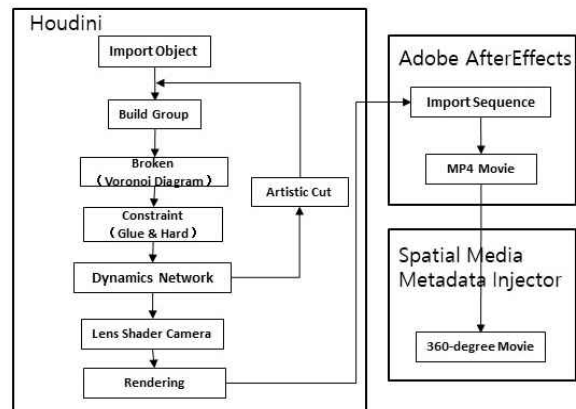 Houdini
Import Object
Build Group
Broken
(Voronoi Diagram)
Constraint
(Glue & Hard)
Artistic Cut
Dynamics Network
Lens Shader Camera
Rendering
Adobe AfterEffects
Import Sequence
MP4 Movie
Spatial Media
Metadata Injector
360-degree Movie